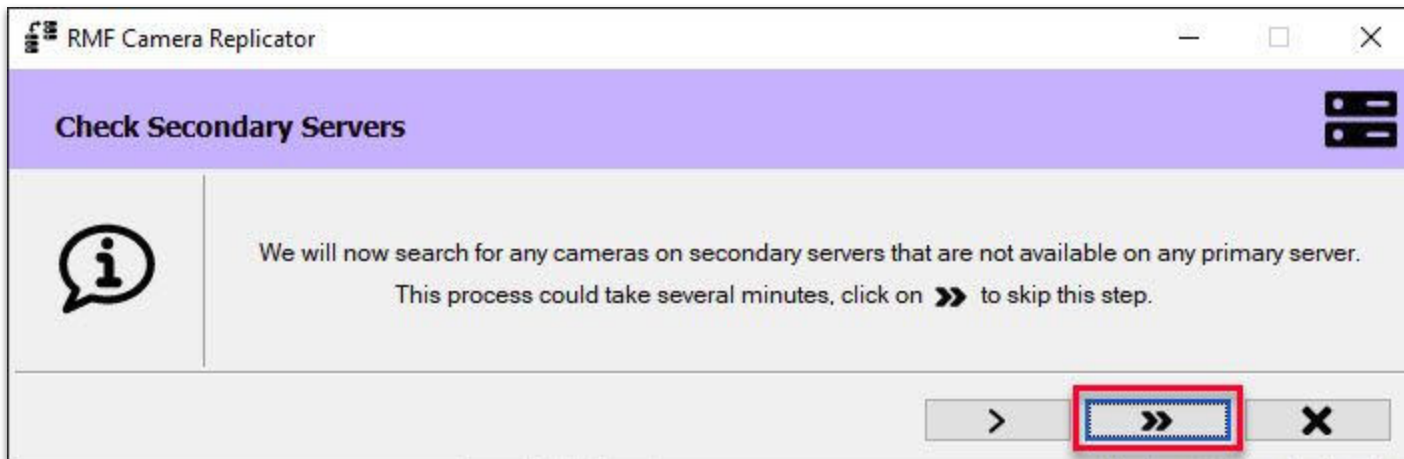 RMF Camera Replicator
Check Secondary Servers
We will now search for any cameras on secondary servers that are not available on any primary server.
This process could take several minutes, click on » to skip this step.